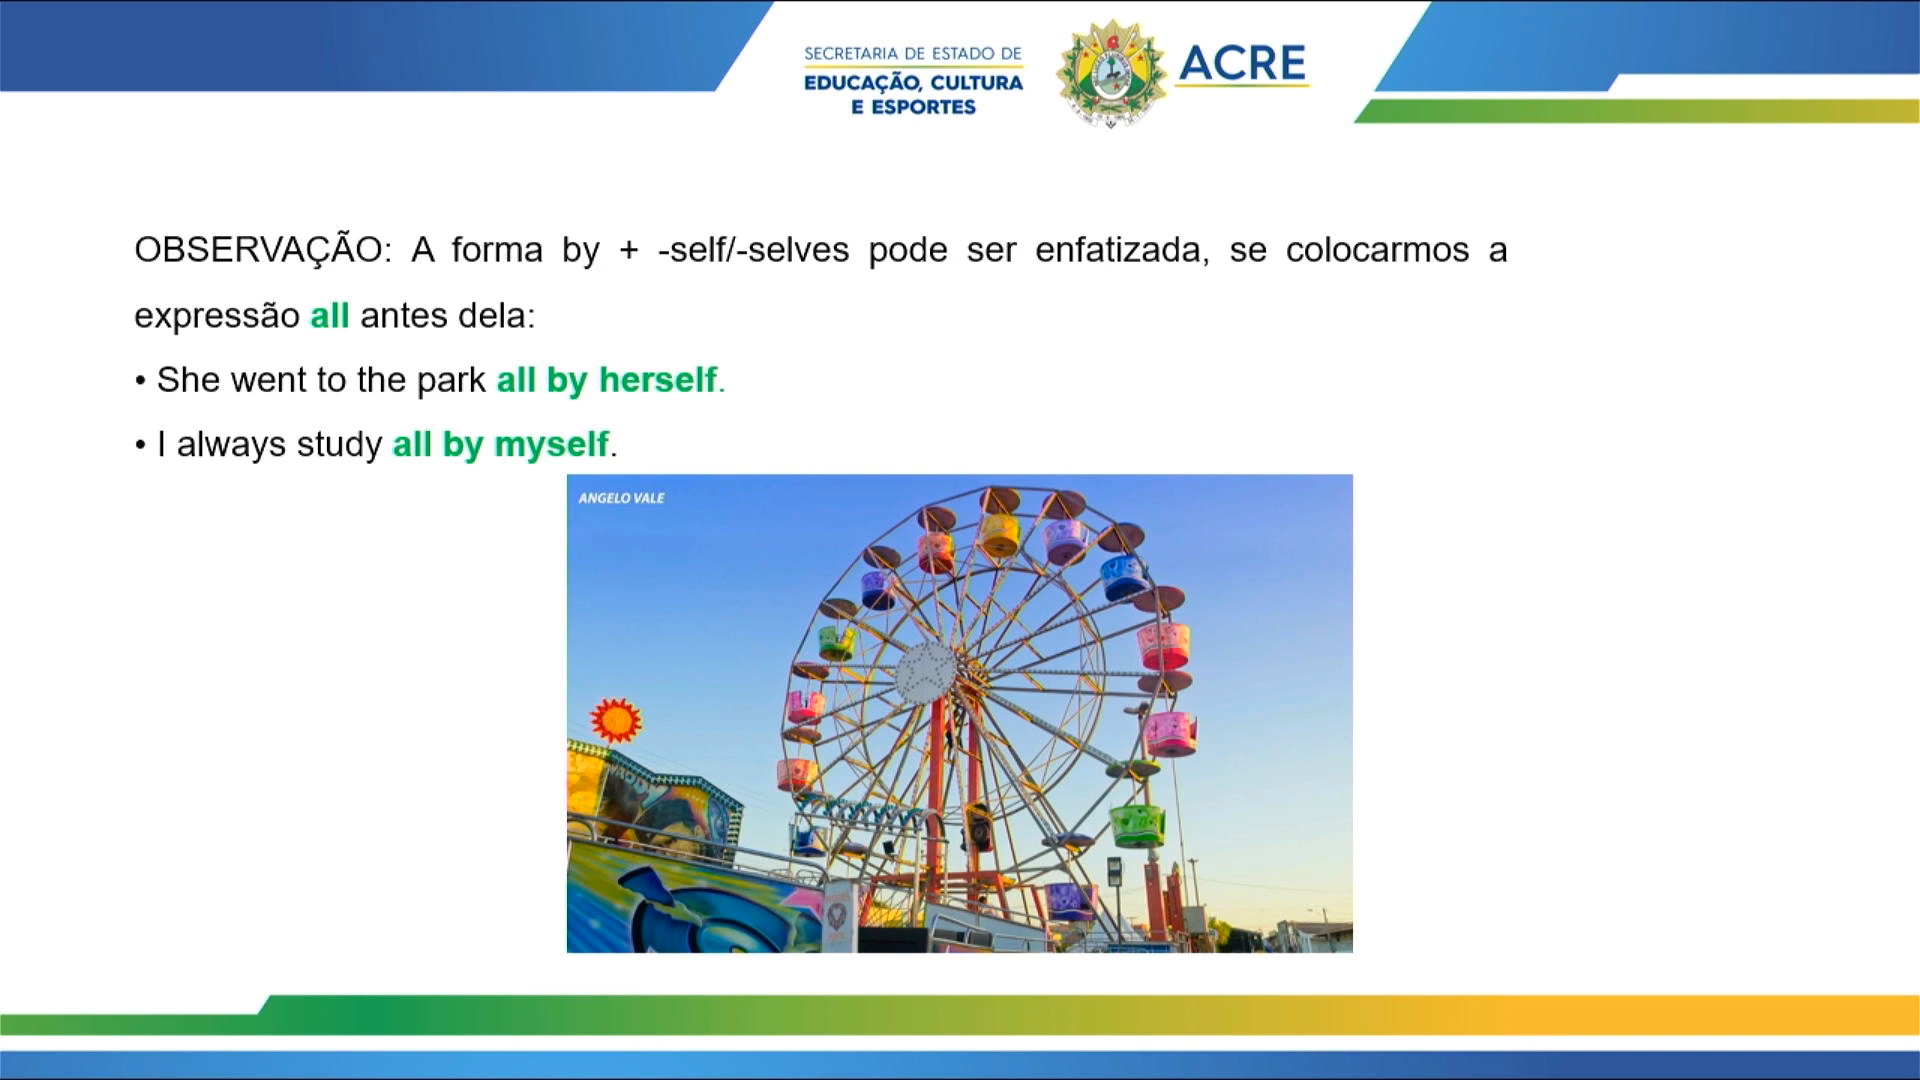 SECRETARIA DE ESTADO DE
EDUCAÇÃO, CULTURA
E ESPORTES
ACRE
OBSERVAÇÃO: A forma by + -self/-selves pode ser enfatizada, se colocarmos a
expressão all antes dela:
• She went to the park all by herself.
• I always study all by myself.
ANGELO VALE